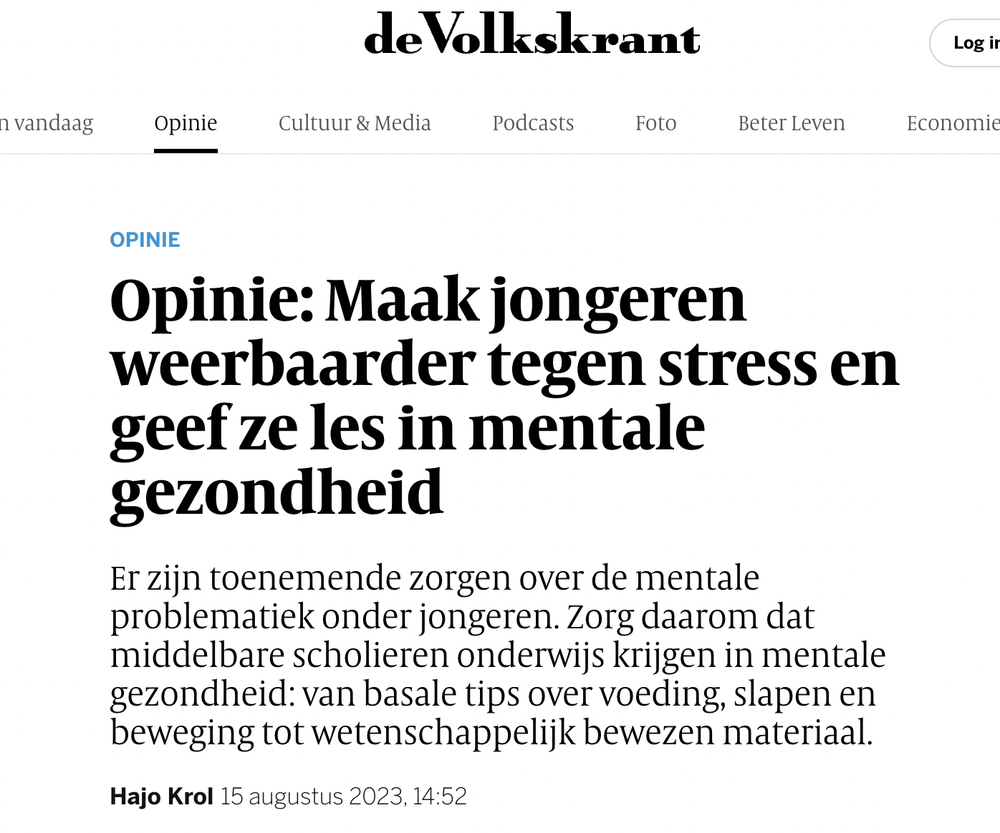 deVolkskrant
Log in
n vandaag Opinie Cultuur & Media Podcasts Foto Beter Leven Economie
OPINIE
Opinie: Maak jongeren
weerbaarder tegen stress en
geef ze les in mentale
gezondheid
Er zijn toenemende zorgen over de mentale
problematiek onder jongeren. Zorg daarom dat
middelbare scholieren onderwijs krijgen in mentale
gezondheid: van basale tips over voeding, slapen en
beweging tot wetenschappelijk bewezen materiaal.
Hajo Krol 15 augustus 2023, 14:52